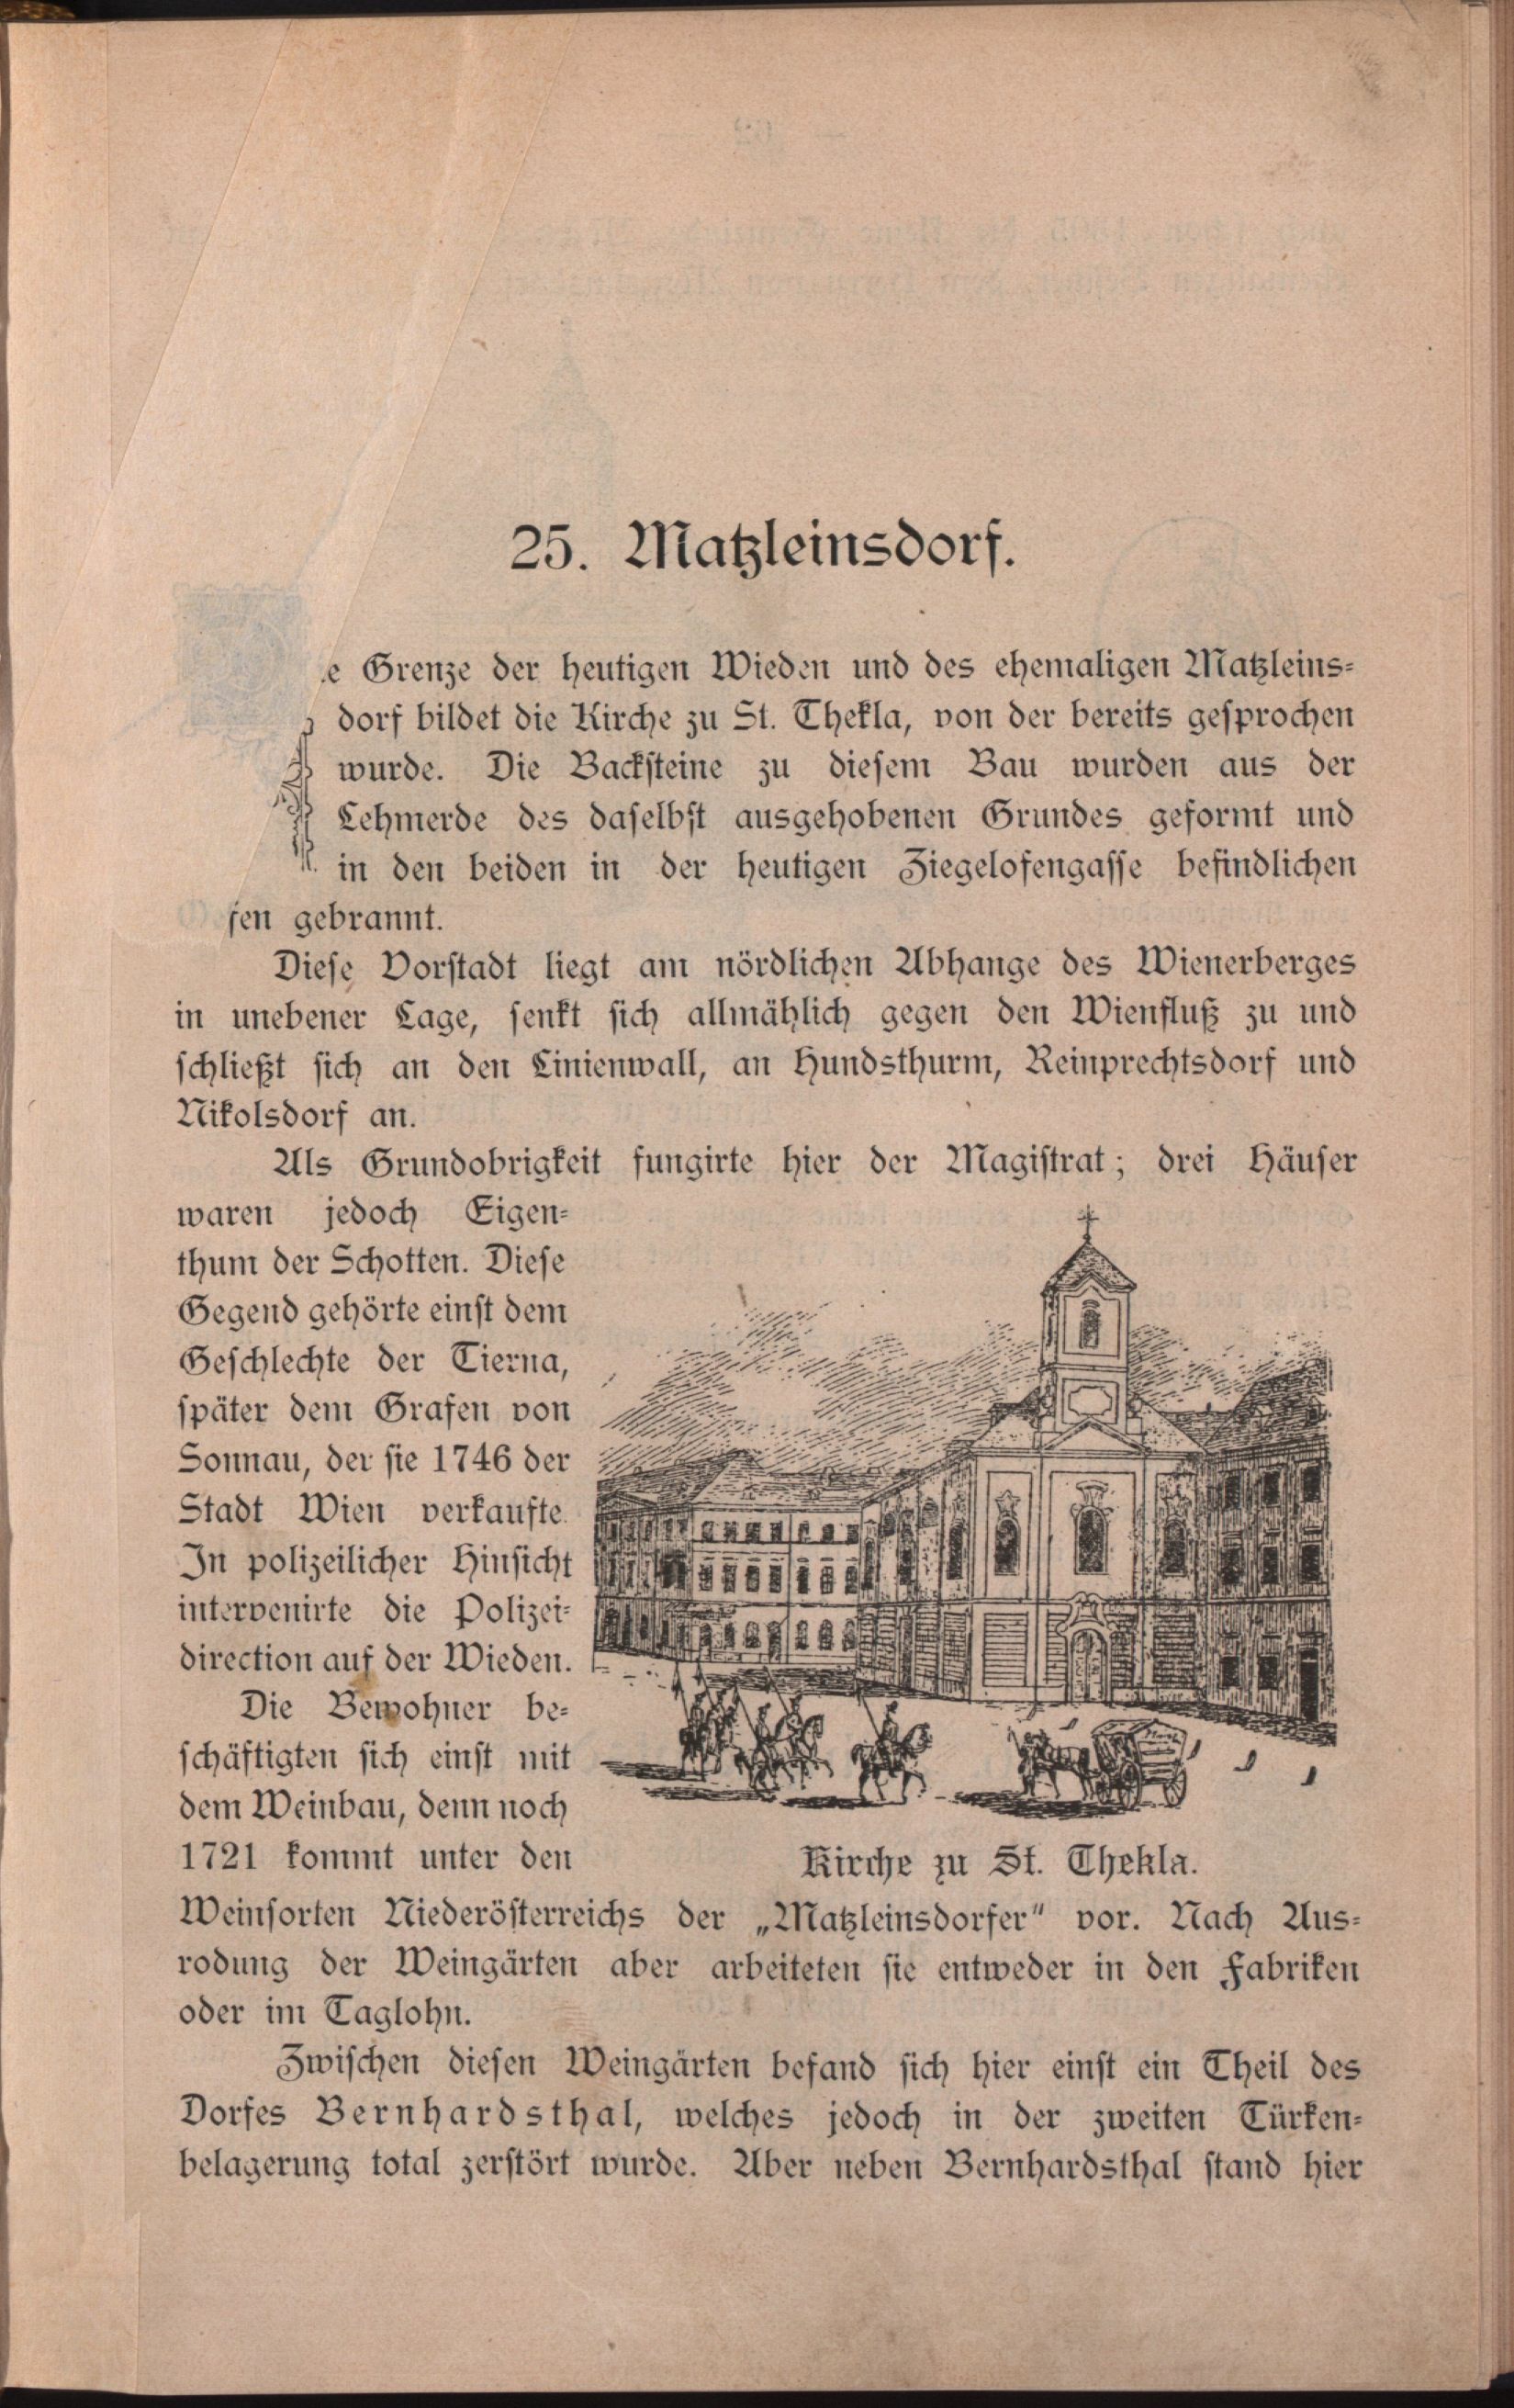 25. Matzleinsdorf.
e Grenze der heutigen Wieden und des ehemaligen Matzleins-
dorf bildet die Kirche zu St. Thekla, von der bereits gesprochen
wurde. Die Backsteine zu diesem Bau wurden aus der
Lehmerde des daselbst ausgehobenen Grundes geformt und
in den beiden in der heutigen Ziegelofengasse befindlichen
fen gebrannt.
Diese Vorstadt liegt am nördlichen Abhange des Wienerberges
in unebener Lage, senkt sich allmählich gegen den Wienfluß zu und
schließt sich an den Linienwall, an Hundsthurm, Reinprechtsdorf und
Nikolsdorf an.
Als Grundobrigkeit fungirte hier der Magistrat; drei Häuser
waren jedoch Eigen-
thum der Schotten. Diese
Gegend gehörte einst dem
Geschlechte der Tierna,
später dem Grafen von
Sonnau, der sie 1746 der
Stadt Wien verkaufte.
In polizeilicher Hinsicht
intervenirte die Polizei-
direction auf der Wieden.
Die Bewohner be-
schäftigten sich einst mit
dem Weinbau, denn noch
1721 kommt unter den
Kirche zu St. Thekla.
Weinsorten Niederösterreichs der „Matzleinsdorfer" vor. Nach Aus-
rodung der Weingärten aber arbeiteten sie entweder in den Fabriken
oder im Taglohn.
Zwischen diesen Weingärten befand sich hier einst ein Theil des
Dorfes Bernhardsthal, welches jedoch in der zweiten Türken-
belagerung total zerstört wurde. Aber neben Bernhardsthal stand hier